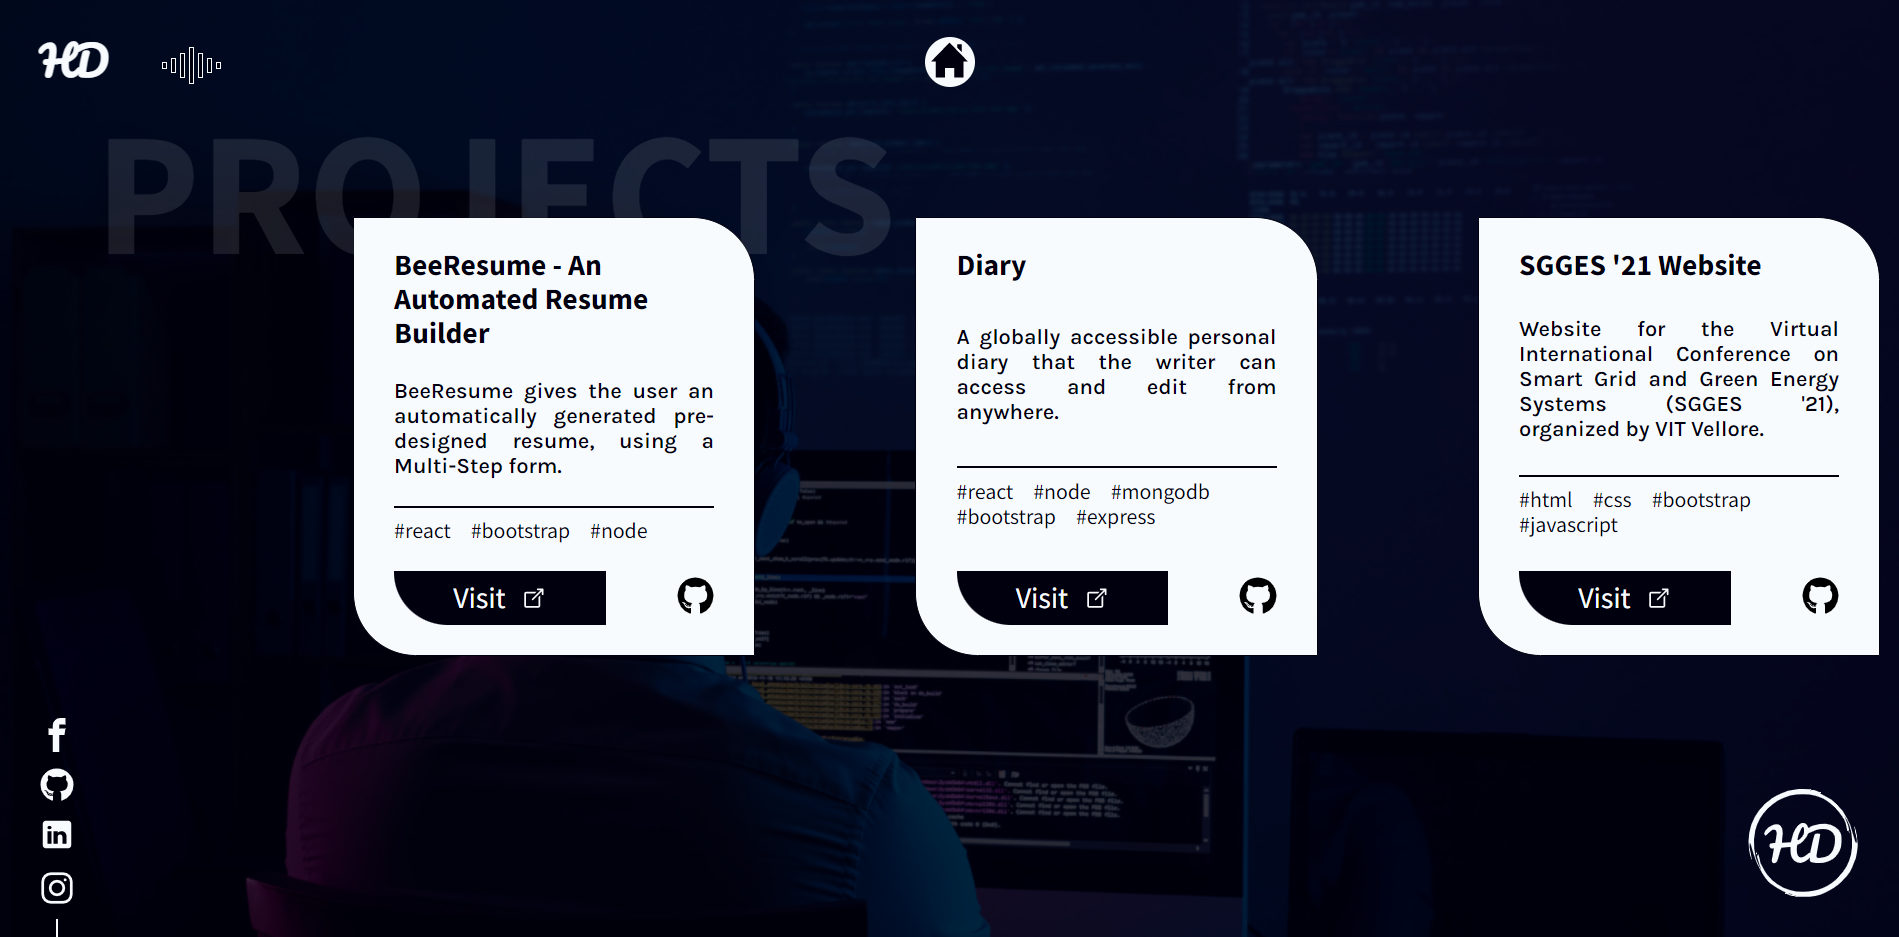 HD
PROJECTS
BeeResume - An
Automated Resume
Builder
BeeResume gives the user an
automatically generated pre-
designed resume, using a
Multi-Step form.
#react #bootstrap #node
Visit
Diary
A globally accessible personal
diary that the writer can
access and edit from
anywhere.
#react #node #mongodb
#bootstrap #express
Visit
SGGES '21 Website
Website for the Virtual
International Conference on
Smart Grid and Green Energy
Systems (SGGES '21),
organized by VIT Vellore.
#html #css #bootstrap
#javascript
Visit
f
in
HD